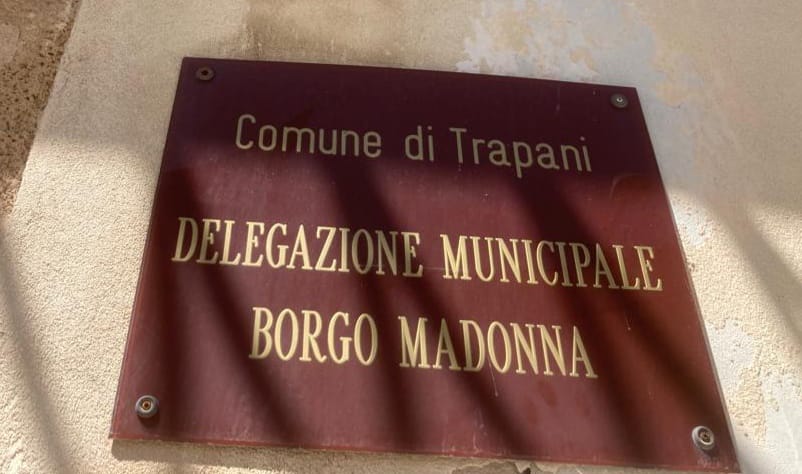 Comune di Trapani
DELEGAZIONE MUNICIPALE
BORGO MADONNA